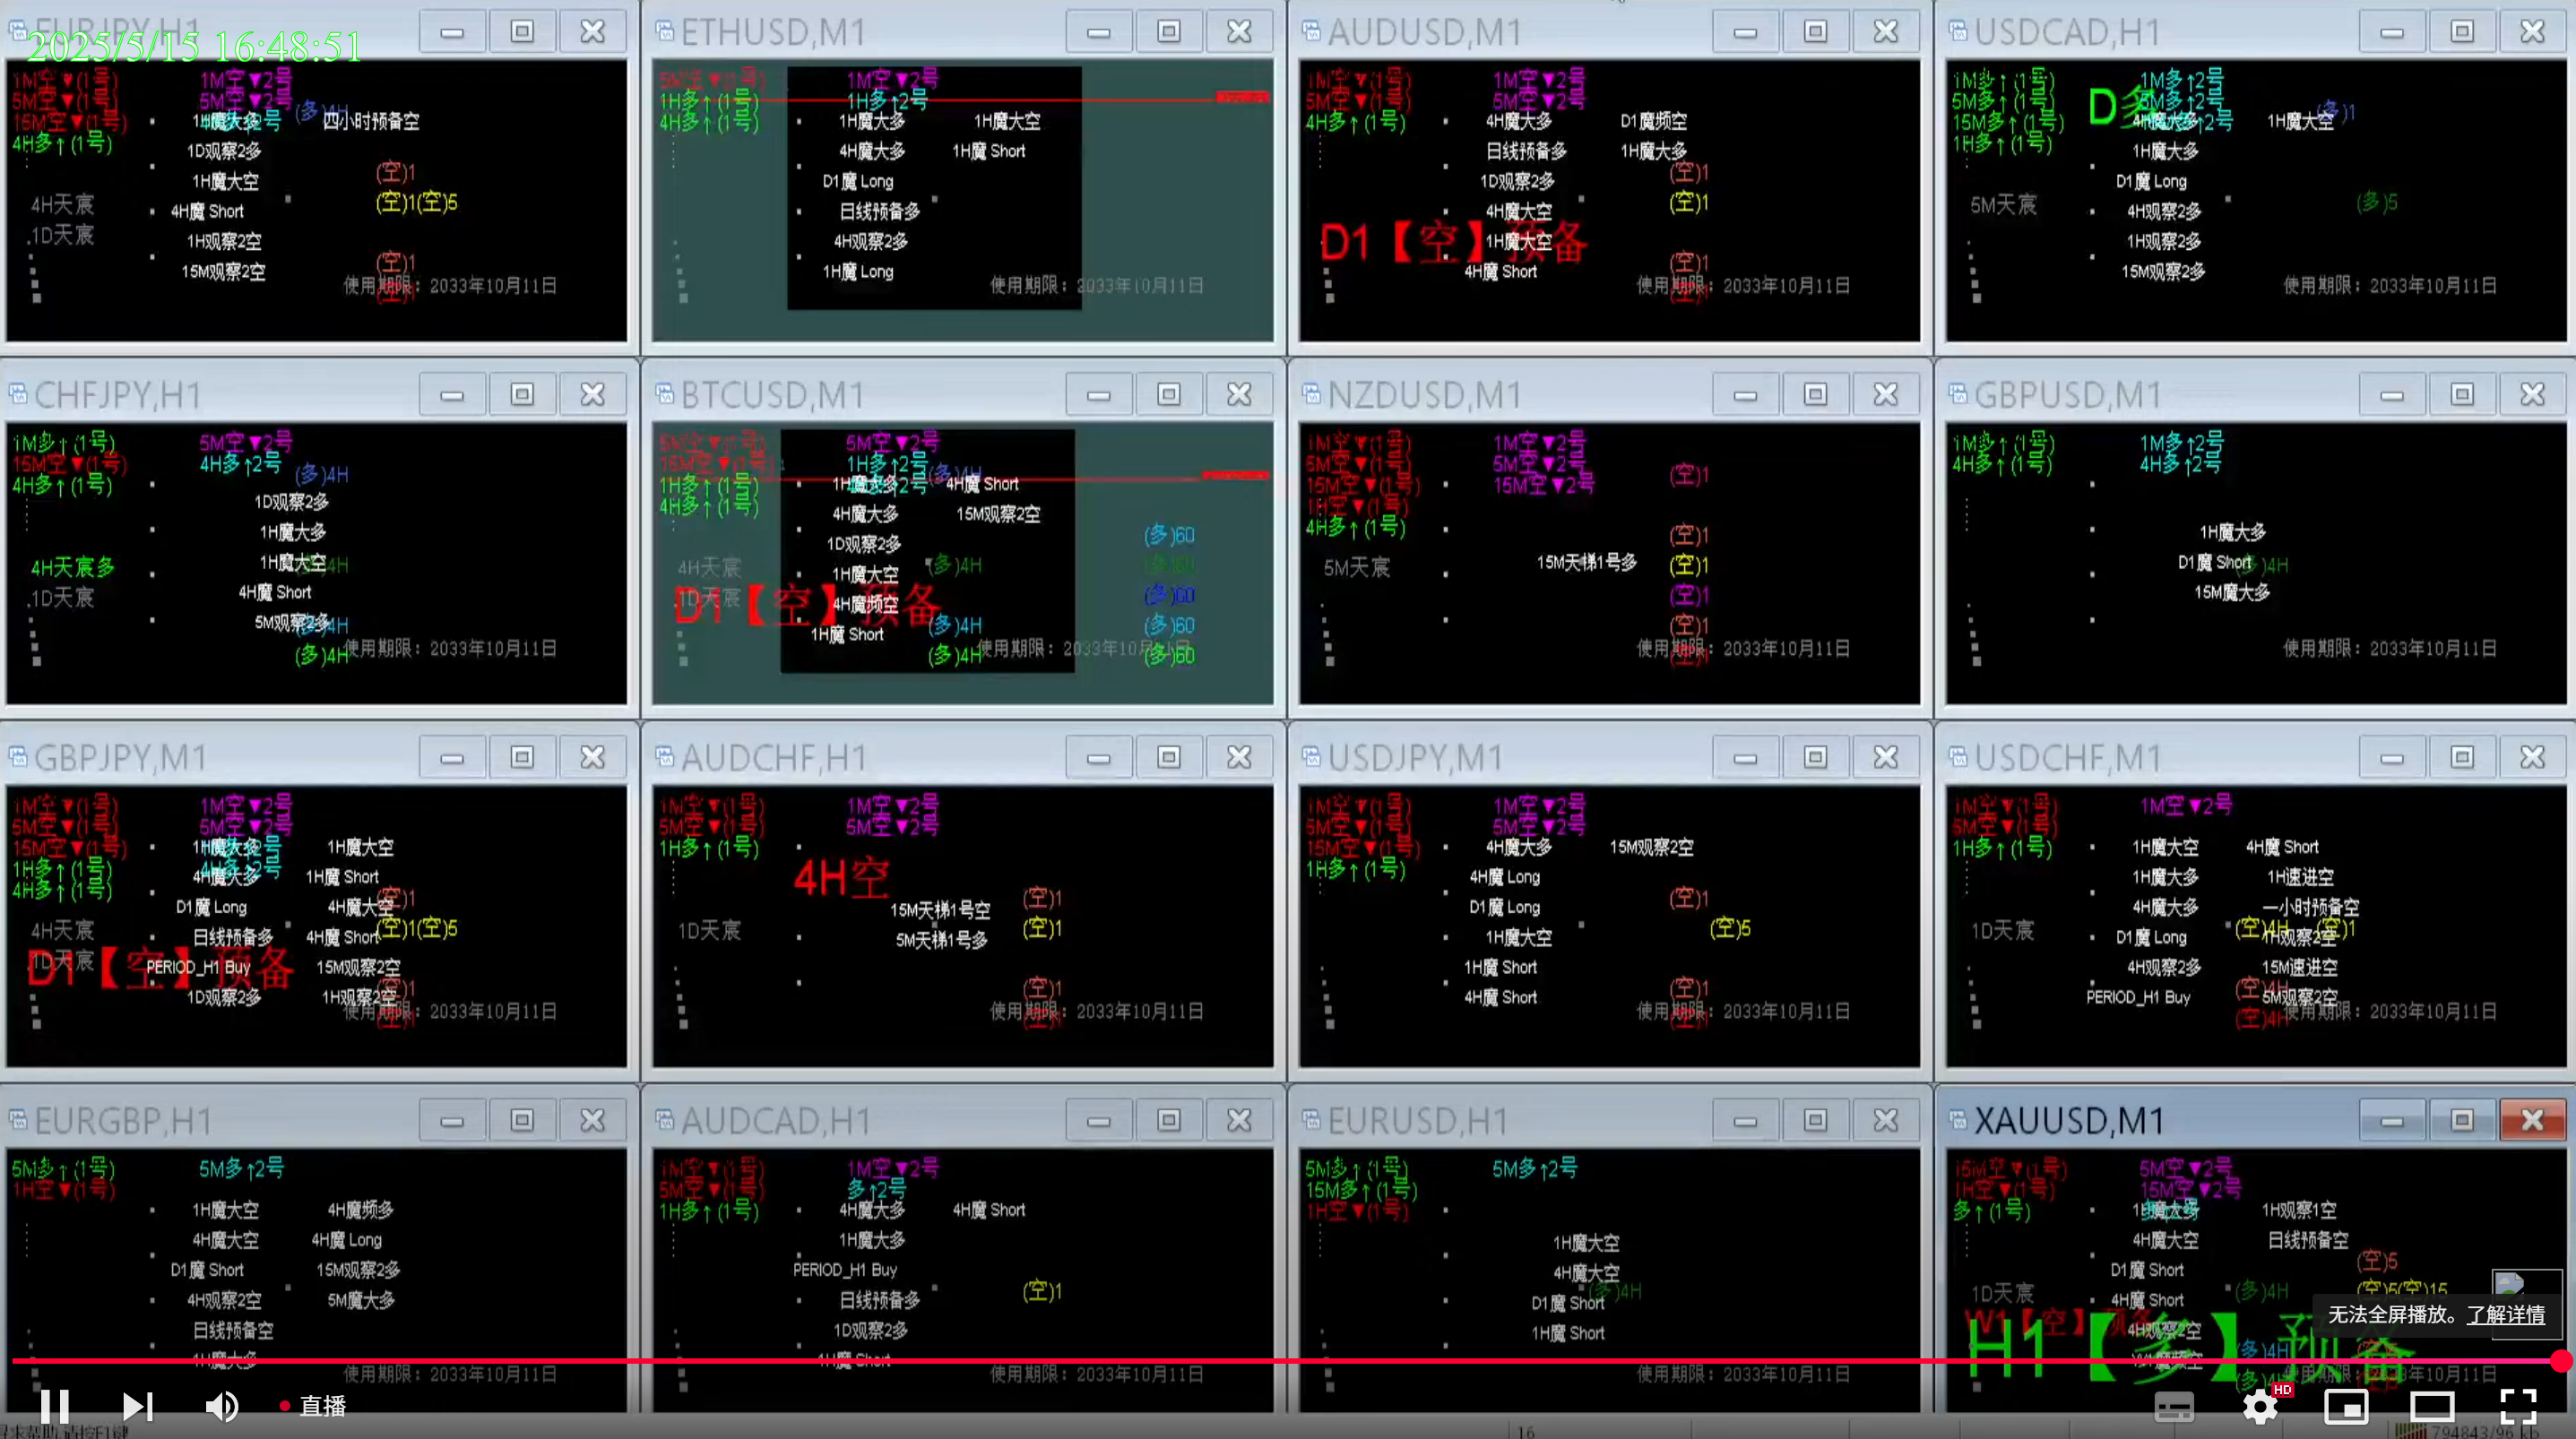 EURJPY,H1
2025/5/15 16:48:51
1M空▼(1号)
5M空▼(1号)
15M空▼(1号)
4H多↑(1号)
1M空▼2号
5M空▼2号
(多)4H
四小时预备空
1D观察2多
1H魔大空
4H魔 Short
1H观察2空
15M观察2空
4H天宸
1D天宸
(空)1
(空)1(空)5
(空)1
使用期限: 2033年10月11日
ETHUSD,M1
5M空▼(1号)
1H多↑(1号)
4H多↑(1号)
1M空▼2号
1H多↑2号
1H魔大多
1H魔大空
4H魔大多
1H魔 Short
D1魔 Long
日线预备多
4H观察2多
1H魔 Long
使用期限: 2033年10月11日
AUDUSD,M1
1M空▼(1号)
5M空▼(1号)
4H多↑(1号)
1M空▼2号
5M空▼2号
4H魔大多
D1魔频空
日线预备多
1H魔大多
1D观察2多
4H魔大空
1H魔大空
4H魔 Short
D1【空】预备
(空)1
(空)1
(空)1
使用期限: 2033年10月11日
USDCAD,H1
1M多↑(1号)
5M多↑(1号)
15M多↑(1号)
1H多↑(1号)
1M多↑2号
5M多↑2号
D多
4H魔大多
1H魔大空
(多)1
1H魔大多
D1魔 Long
4H观察2多
1H观察2多
15M观察2多
5M天宸
(多)5
使用期限: 2033年10月11日
CHFJPY,H1
1M多↑(1号)
15M空▼(1号)
4H多↑(1号)
5M空▼2号
4H多↑2号
(多)4H
1D观察2多
1H魔大多
1H魔大空
4H魔 Short
5M观察2多
4H天宸多
1D天宸
(多)4H
使用期限: 2033年10月11日
BTCUSD,M1
5M空▼(1号)
15M空▼(1号)
1H多↑(1号)
4H多↑(1号)
5M空▼2号
1H多↑2号
(多)4H
1H魔大多
4H魔 Short
4H魔大多
15M观察2空
1D观察2多
1H魔大空
4H魔频空
1H魔 Short
4H天宸
1D天宸
D1【空】预备
(多)4H
(多)4H
(多)4H
(多)60
(多)60
(多)60
(多)60
(多)60
使用期限: 2033年10月11日
NZDUSD,M1
1M空▼(1号)
5M空▼(1号)
15M空▼(1号)
1H空▼(1号)
4H多↑(1号)
1M空▼2号
5M空▼2号
15M空▼2号
(空)1
(空)1
15M天梯1号多
(空)1
(空)1
(空)1
5M天宸
使用期限: 2033年10月11日
GBPUSD,M1
1M多↑(1号)
4H多↑(1号)
1M多↑2号
4H多↑2号
1H魔大多
D1魔 Short
(多)4H
15M魔大多
使用期限: 2033年10月11日
GBPJPY,M1
1M空▼(1号)
5M空▼(1号)
15M空▼(1号)
1H多↑(1号)
4H多↑(1号)
1M空▼2号
5M空▼2号
1H魔大多
1H魔大空
4H魔大多
1H魔 Short
D1魔 Long
4H魔大空
日线预备多
4H魔 Short
PERIOD_H1 Buy
15M观察2空
1D观察2多
1H观察2空
4H天宸
1D天宸
D1【空】预备
(空)1
(空)1(空)5
(空)1
使用期限: 2033年10月11日
AUDCHF,H1
1M空▼(1号)
5M空▼(1号)
1H多↑(1号)
1M空▼2号
5M空▼2号
4H空
15M天梯1号空
5M天梯1号多
1D天宸
(空)1
(空)1
(空)1
使用期限: 2033年10月11日
USDJPY,M1
1M空▼(1号)
5M空▼(1号)
15M空▼(1号)
1H多↑(1号)
1M空▼2号
5M空▼2号
4H魔大多
15M观察2空
4H魔 Long
D1魔 Long
1H魔大空
1H魔 Short
4H魔 Short
(空)1
(空)5
(空)1
使用期限: 2033年10月11日
USDCHF,M1
1M空▼(1号)
5M空▼(1号)
1H多↑(1号)
1M空▼2号
1H魔大空
4H魔 Short
1H魔大多
1H速进空
4H魔大多
一小时预备空
D1魔 Long
1H观察2空
4H观察2多
15M速进空
PERIOD_H1 Buy
5M观察2空
1D天宸
(空)4H
(空)1
(空)4H
(空)4H
使用期限: 2033年10月11日
EURGBP,H1
5M多↑(1号)
1H空▼(1号)
5M多↑2号
1H魔大空
4H魔频多
4H魔大空
4H魔 Long
D1魔 Short
15M观察2多
4H观察2空
5M魔大多
日线预备空
1H魔大多
使用期限: 2033年10月11日
AUDCAD,H1
1M空▼(1号)
5M空▼(1号)
1H多↑(1号)
1M空▼2号
多↑2号
4H魔大多
4H魔 Short
1H魔大多
PERIOD_H1 Buy
日线预备多
1D观察2多
1H魔 Short
(空)1
使用期限: 2033年10月11日
EURUSD,H1
5M多↑(1号)
15M多↑(1号)
1H空▼(1号)
5M多↑2号
1H魔大空
4H魔大空
(多)4H
D1魔 Short
1H魔 Short
使用期限: 2033年10月11日
XAUUSD,M1
15M空▼(1号)
1H空▼(1号)
多↑(1号)
5M空▼2号
15M空▼2号
1H魔大多
1H观察1空
4H魔大空
日线预备空
D1魔 Short
4H魔 Short
4H观察2空
1D天宸
W1【空】预备
H1【多】预备
(空)5
(多)4H
(空)5(空)15
(多)4H
使用期限: 2033年10月11日
无法全屏播放。了解详情
直播
HD
16
794843/96 kb